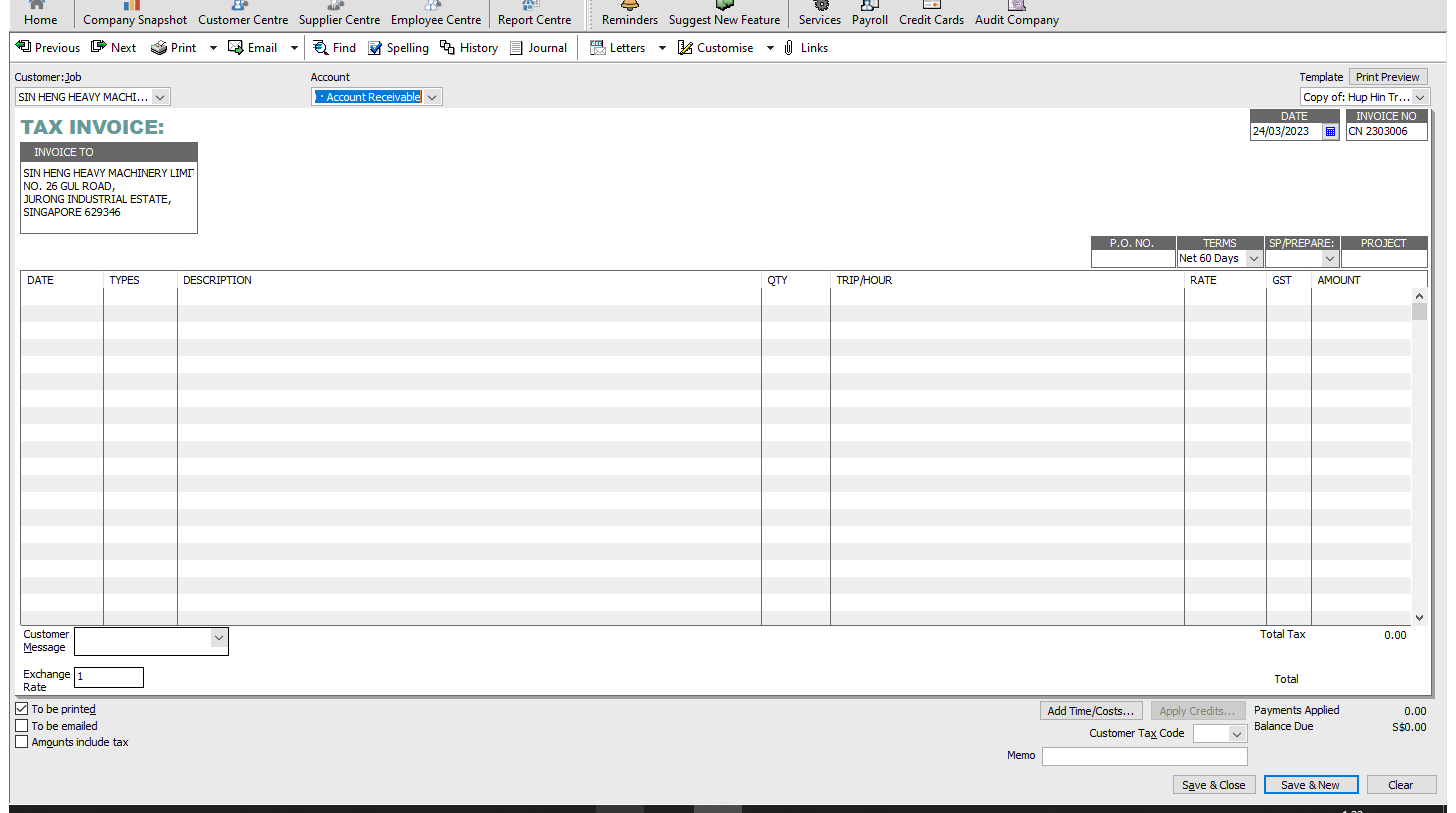 Home Company Snapshot Customer Centre Supplier Centre Employee Centre Report Centre Reminders Suggest New Feature Services Payroll Credit Cards Audit Company
Previous Next Print Email Find Spelling History Journal Letters Customise Links
Customer:Job Account Template Print Preview
SIN HENG HEAVY MACHI... · Account Receivable Copy of: Hup Hin Tr...
TAX INVOICE: DATE INVOICE NO
24/03/2023 CN 2303006
INVOICE TO
SIN HENG HEAVY MACHINERY LIMIT
NO. 26 GUL ROAD,
JURONG INDUSTRIAL ESTATE,
SINGAPORE 629346
P.O. NO. TERMS SP/PREPARE: PROJECT
Net 60 Days
DATE TYPES DESCRIPTION QTY TRIP/HOUR RATE GST AMOUNT
Customer Message Total Tax 0.00
Exchange Rate 1 Total
To be printed Add Time/Costs... Apply Credits... Payments Applied 0.00
To be emailed Balance Due S$0.00
Customer Tax Code
Amounts include tax
Memo
Save & Close Save & New Clear